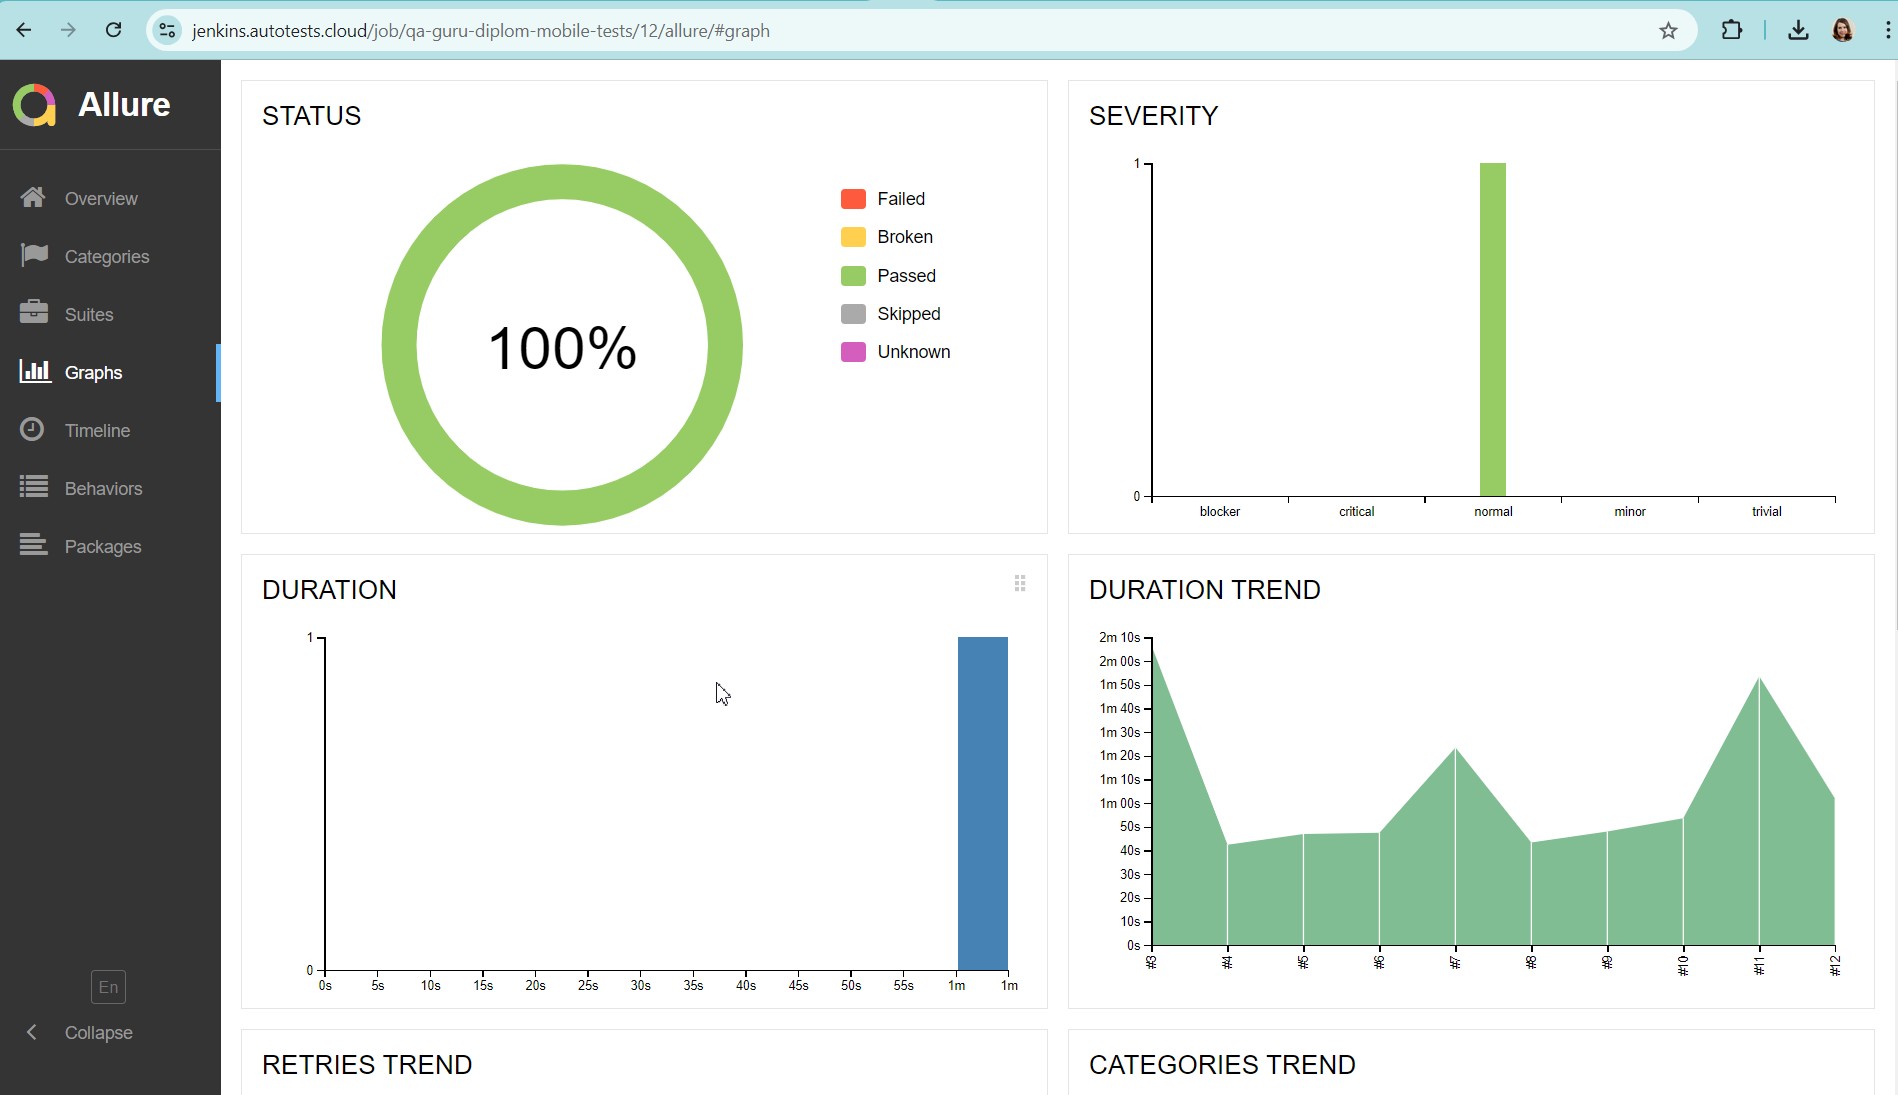 jenkins.autotests.cloud/job/qa-guru-diplom-mobile-tests/12/allure/#graph
Allure
Overview
Categories
Suites
Graphs
Timeline
Behaviors
Packages
En
Collapse
STATUS
100%
Failed
Broken
Passed
Skipped
Unknown
SEVERITY
1
0
blocker critical normal minor trivial
DURATION
1
0
0s 5s 10s 15s 20s 25s 30s 35s 40s 45s 50s 55s 1m 1m
DURATION TREND
2m 10s
2m 00s
1m 50s
1m 40s
1m 30s
1m 20s
1m 10s
1m 00s
50s
40s
30s
20s
10s
0s
#3 #4 #5 #6 #7 #8 #9 #10 #11 #12
RETRIES TREND
CATEGORIES TREND